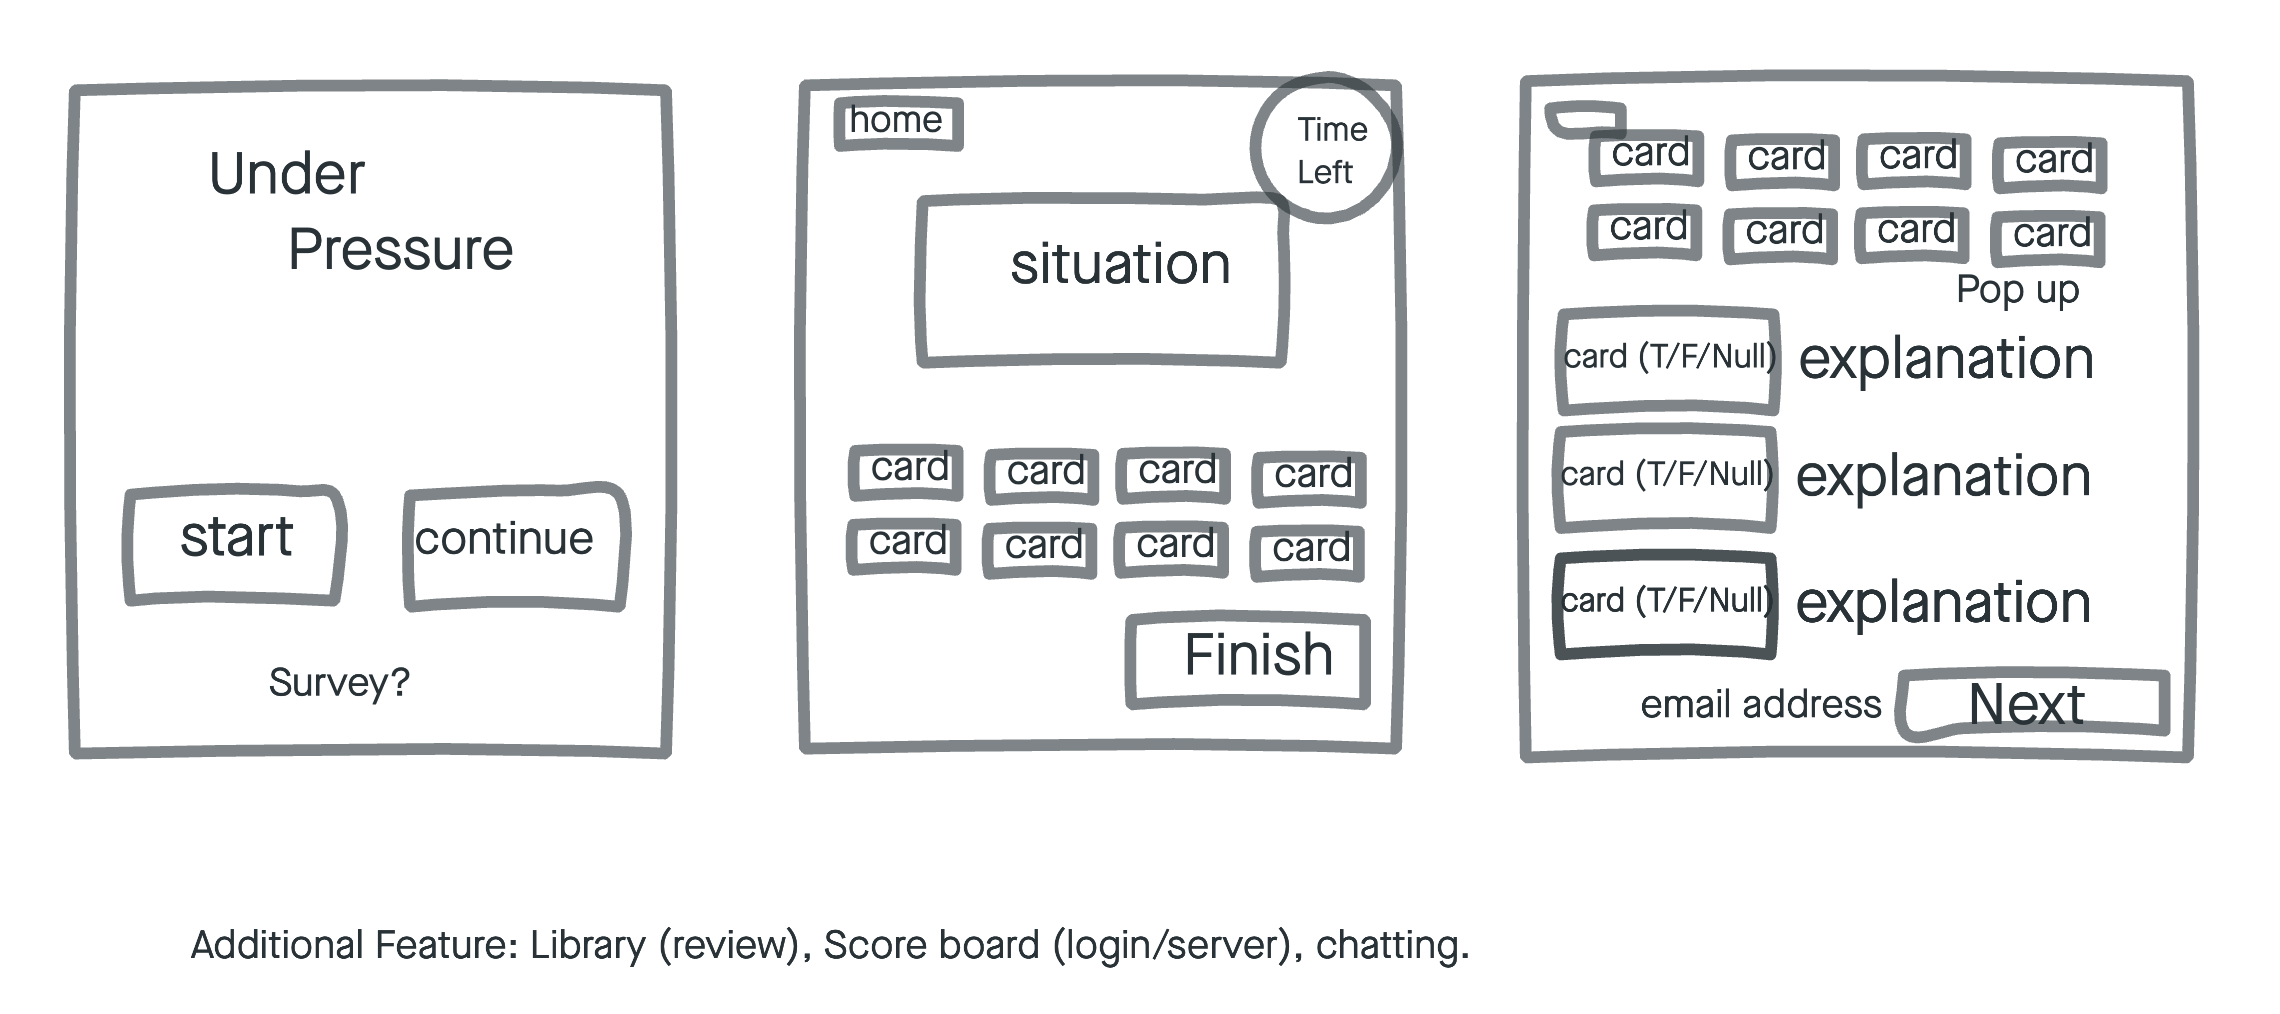 Under
Pressure
start
continue
Survey?
home
Time
Left
situation
card card card card
card card card card
Finish
card card card card
card card card card
Pop up
card (T/F/Null) explanation
card (T/F/Null) explanation
card (T/F/Null) explanation
email address Next
Additional Feature: Library (review), Score board (login/server), chatting.